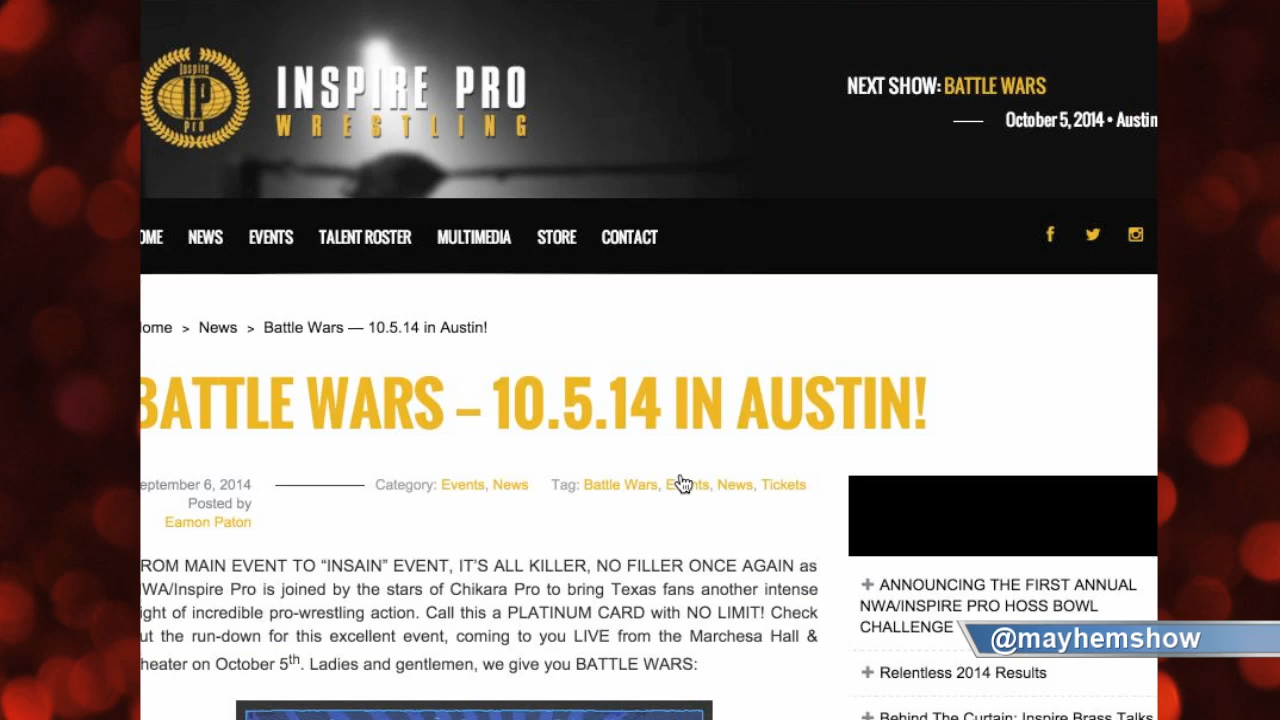 Inspire
IP
PRO
INSPIRE PRO
WRESTLING
NEXT SHOW: BATTLE WARS
October 5, 2014 • Austin
OME NEWS EVENTS TALENT ROSTER MULTIMEDIA STORE CONTACT
ome > News > Battle Wars — 10.5.14 in Austin!
BATTLE WARS – 10.5.14 IN AUSTIN!
eptember 6, 2014 Category: Events, News Tag: Battle Wars, Events, News, Tickets
Posted by
Eamon Paton
ROM MAIN EVENT TO “INSAIN” EVENT, IT’S ALL KILLER, NO FILLER ONCE AGAIN as
WA/Inspire Pro is joined by the stars of Chikara Pro to bring Texas fans another intense
ight of incredible pro-wrestling action. Call this a PLATINUM CARD with NO LIMIT! Check
ut the run-down for this excellent event, coming to you LIVE from the Marchesa Hall &
heater on October 5th. Ladies and gentlemen, we give you BATTLE WARS:
ANNOUNCING THE FIRST ANNUAL
NWA/INSPIRE PRO HOSS BOWL
CHALLENGE
@mayhemshow
Relentless 2014 Results
Behind The Curtain: Inspire Brass Talks